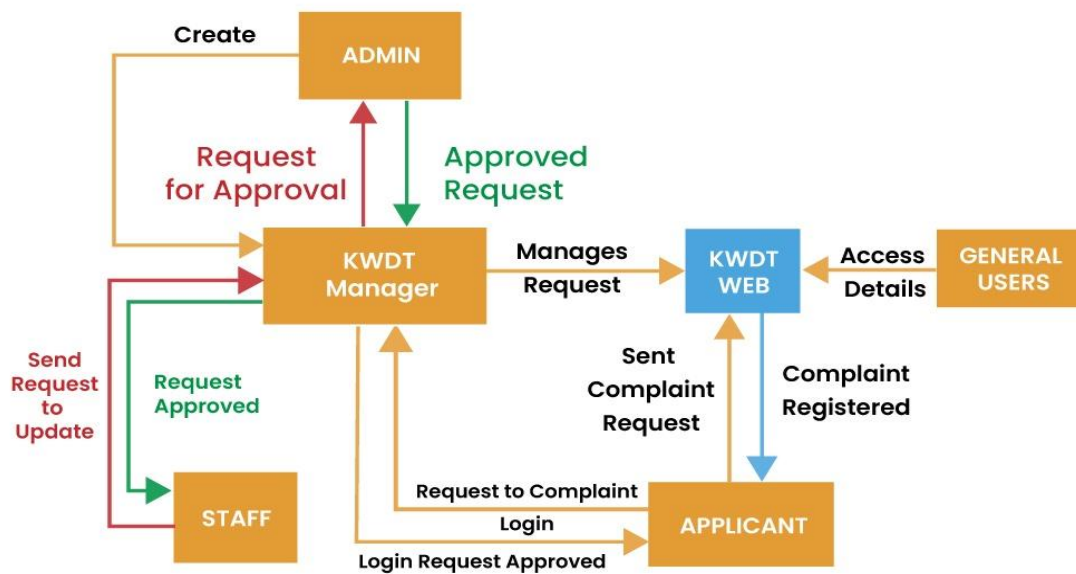 Create
ADMIN
Request
for Approval
Approved
Request
KWDT
Manager
Manages
Request
KWDT
WEB
Access
Details
GENERAL
USERS
Send
Request
to
Update
Request
Approved
Sent
Complaint
Request
Complaint
Registered
STAFF
Request to Complaint
Login
Login Request Approved
APPLICANT